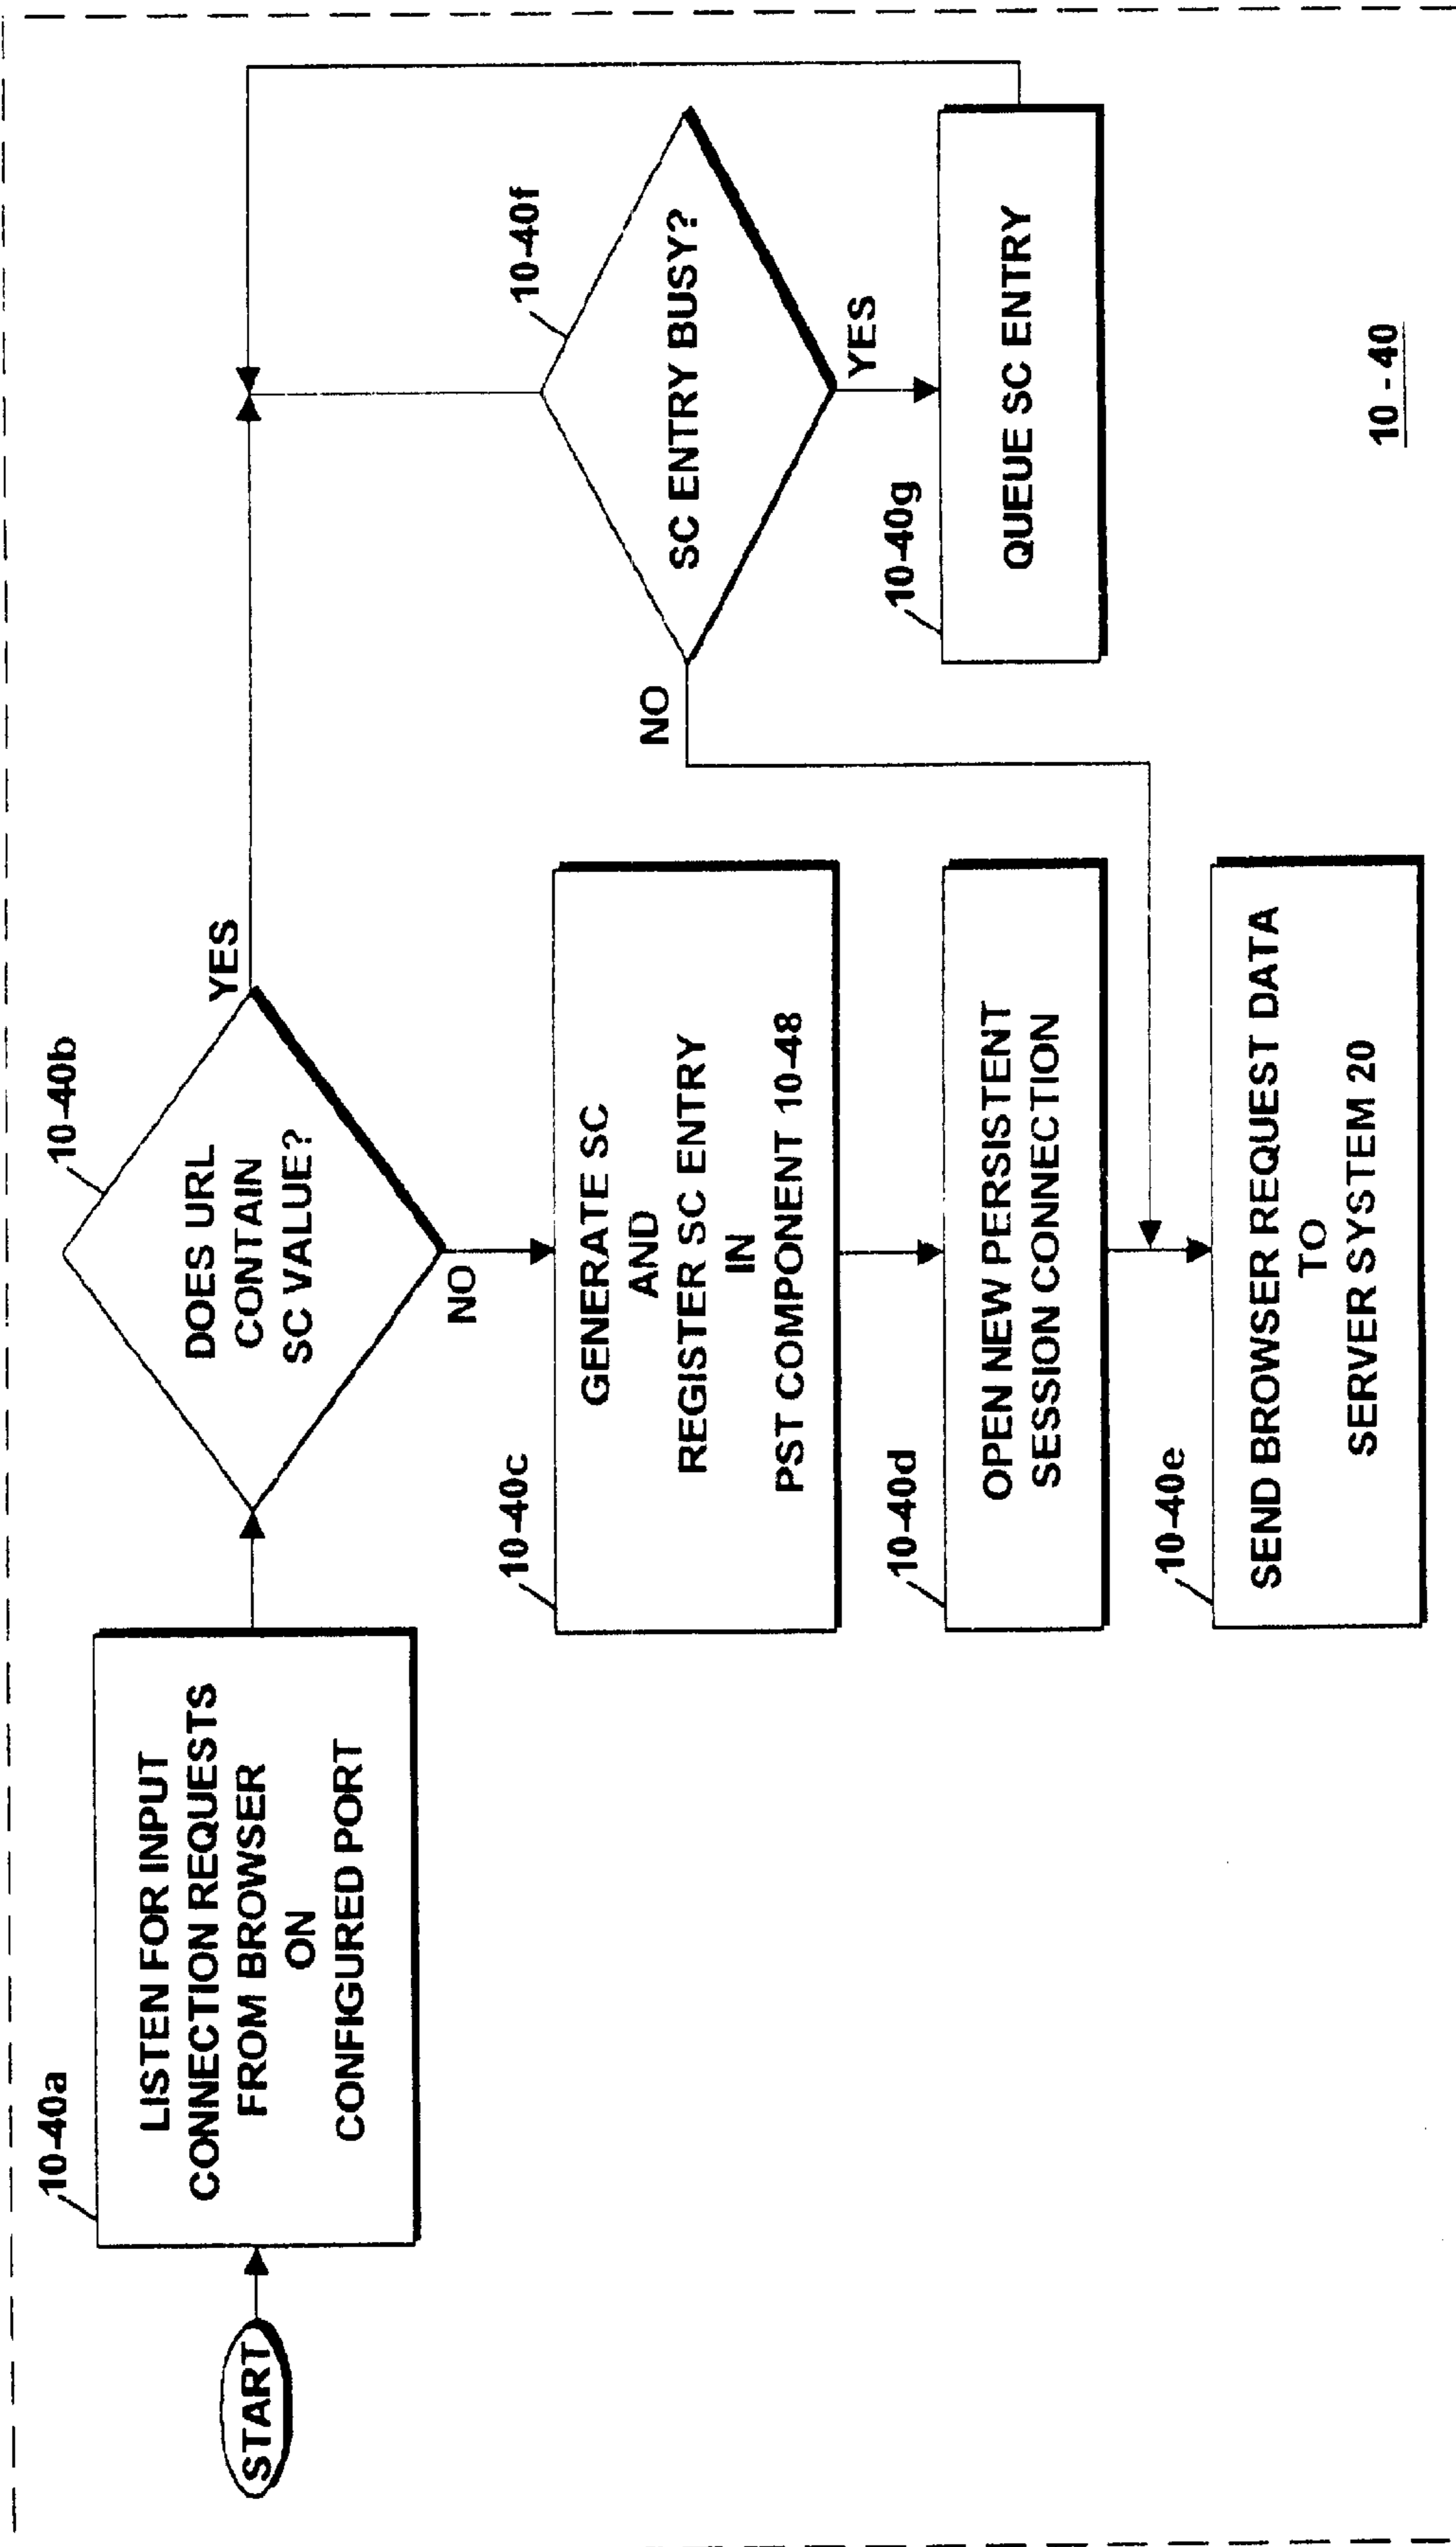 START
10-40a
LISTEN FOR INPUT
CONNECTION REQUESTS
FROM BROWSER
ON
CONFIGURED PORT
10-40b
DOES URL
CONTAIN
SC VALUE?
YES
NO
10-40c
GENERATE SC
AND
REGISTER SC ENTRY
IN
PST COMPONENT 10-48
10-40d
OPEN NEW PERSISTENT
SESSION CONNECTION
10-40e
SEND BROWSER REQUEST DATA
TO
SERVER SYSTEM 20
10-40f
SC ENTRY BUSY?
NO
YES
10-40g
QUEUE SC ENTRY
10 - 40